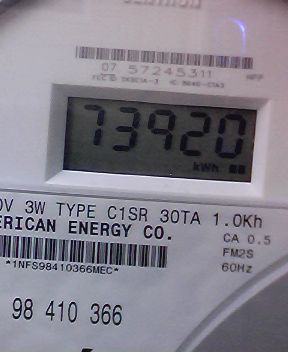 07 57245311
73920
kWh
0V 3W TYPE C1SR 30TA 1.0Kh
ERICAN ENERGY CO.
CA 0.5
FM2S
60Hz
*1NFS98410366MEC*
98 410 366